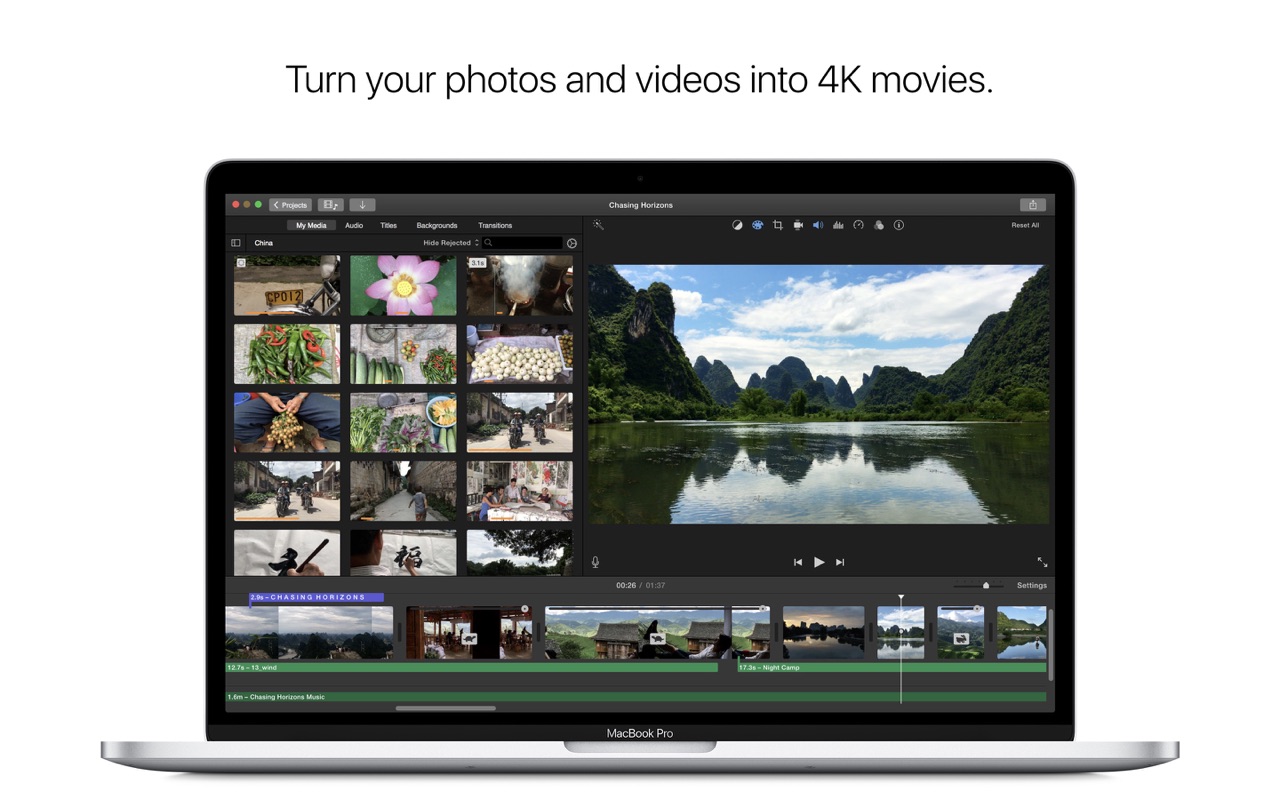 Turn your photos and videos into 4K movies.
Projects
Chasing Horizons
My Media Audio Titles Backgrounds Transitions
Reset All
China
Hide Rejected
CP012
3.1s
福
00:26 / 01:37
Settings
2.9s – CHASING HORIZONS
12.7s – 13_wind
17.3s – Night Camp
1.6m – Chasing Horizons Music
MacBook Pro